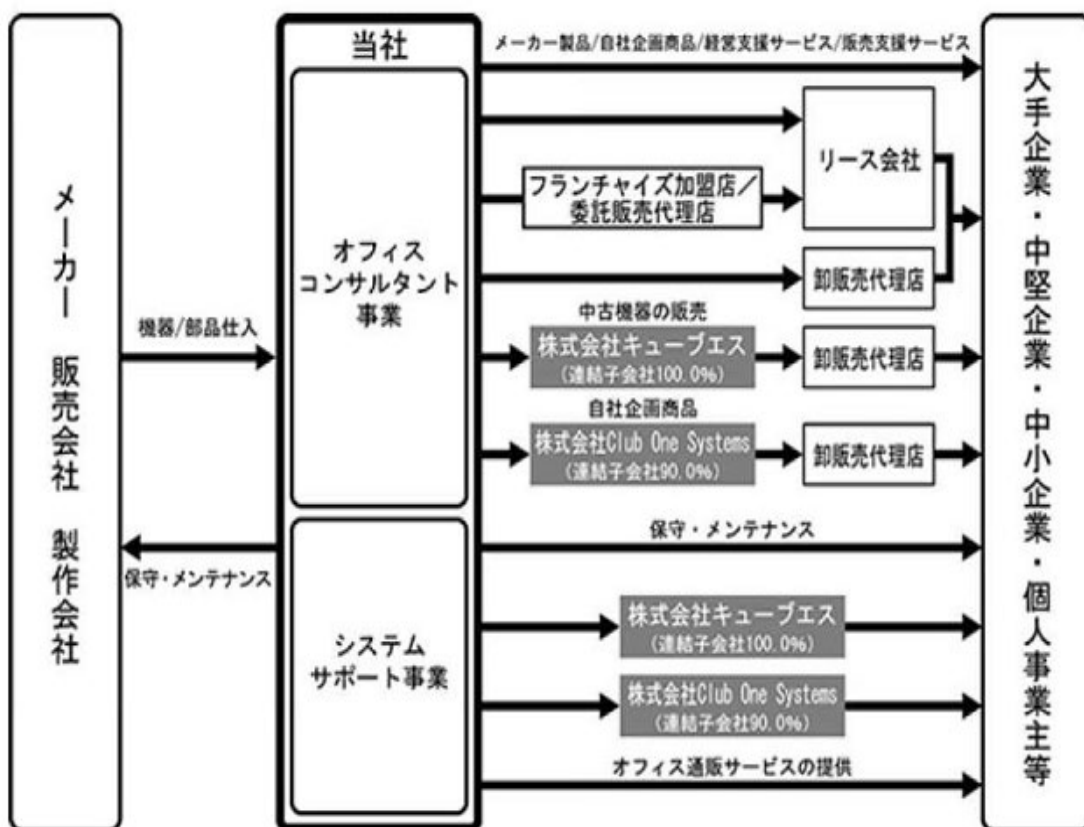 メーカー 販売会社 製作会社
機器/部品仕入
保守・メンテナンス
当社
オフィス
コンサルタント
事業
システム
サポート事業
メーカー製品/自社企画商品/経営支援サービス/販売支援サービス
リース会社
フランチャイズ加盟店/
委託販売代理店
卸販売代理店
中古機器の販売
株式会社キューブエス
(連結子会社100.0%)
卸販売代理店
自社企画商品
株式会社Club One Systems
(連結子会社90.0%)
卸販売代理店
保守・メンテナンス
株式会社キューブエス
(連結子会社100.0%)
株式会社Club One Systems
(連結子会社90.0%)
オフィス通販サービスの提供
大手企業・中堅企業・中小企業・個人事業主等